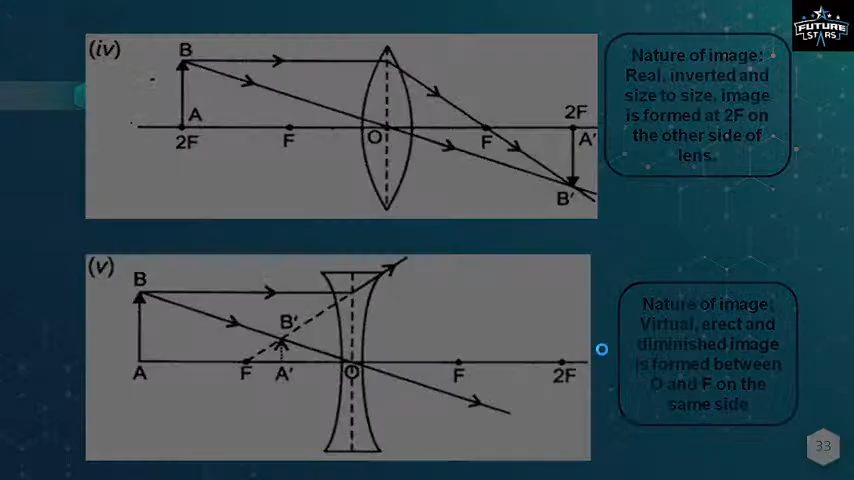 FUTURE
STARS
(iv)
B
A
2F
F
O
F
2F
A'
B'
Nature of image:
Real, inverted and
size to size, image
is formed at 2F on
the other side of
lens.
(v)
B
B'
A
F
A'
O
F
2F
Nature of image:
Virtual, erect and
diminished image
is formed between
O and F on the
same side
33